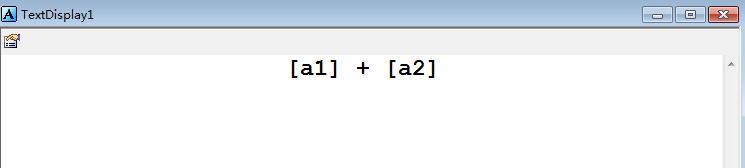 TextDisplay1
[a1] + [a2]